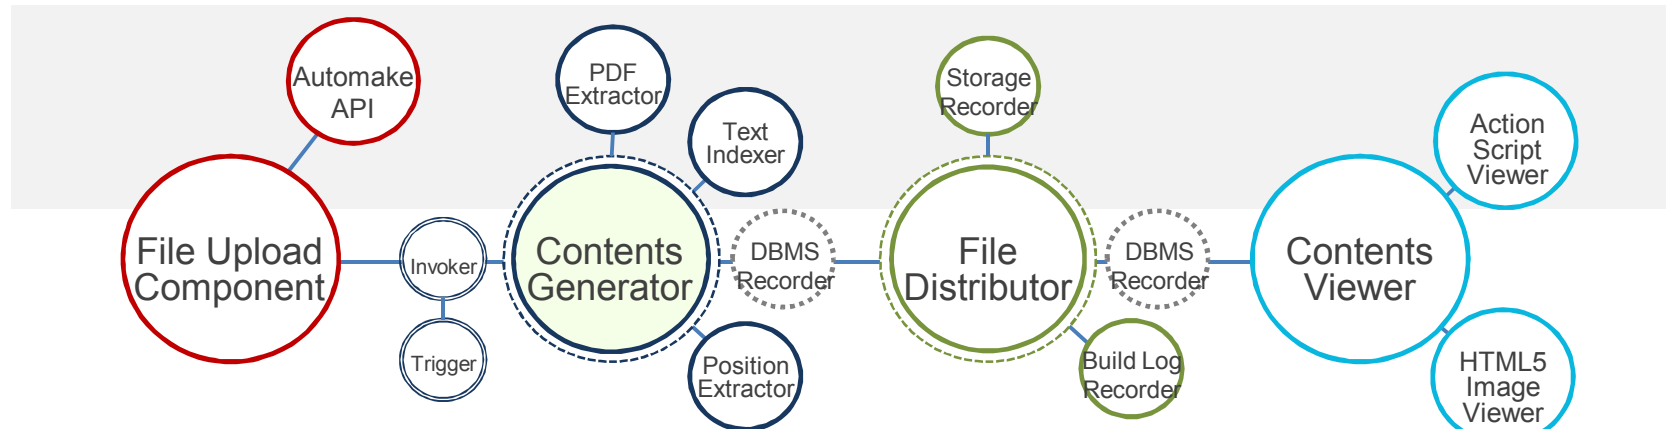 Automake
API
File Upload
Component
Invoker
Trigger
PDF
Extractor
Text
Indexer
Contents
Generator
Position
Extractor
DBMS
Recorder
Storage
Recorder
File
Distributor
Build Log
Recorder
DBMS
Recorder
Contents
Viewer
Action
Script
Viewer
HTML5
Image
Viewer